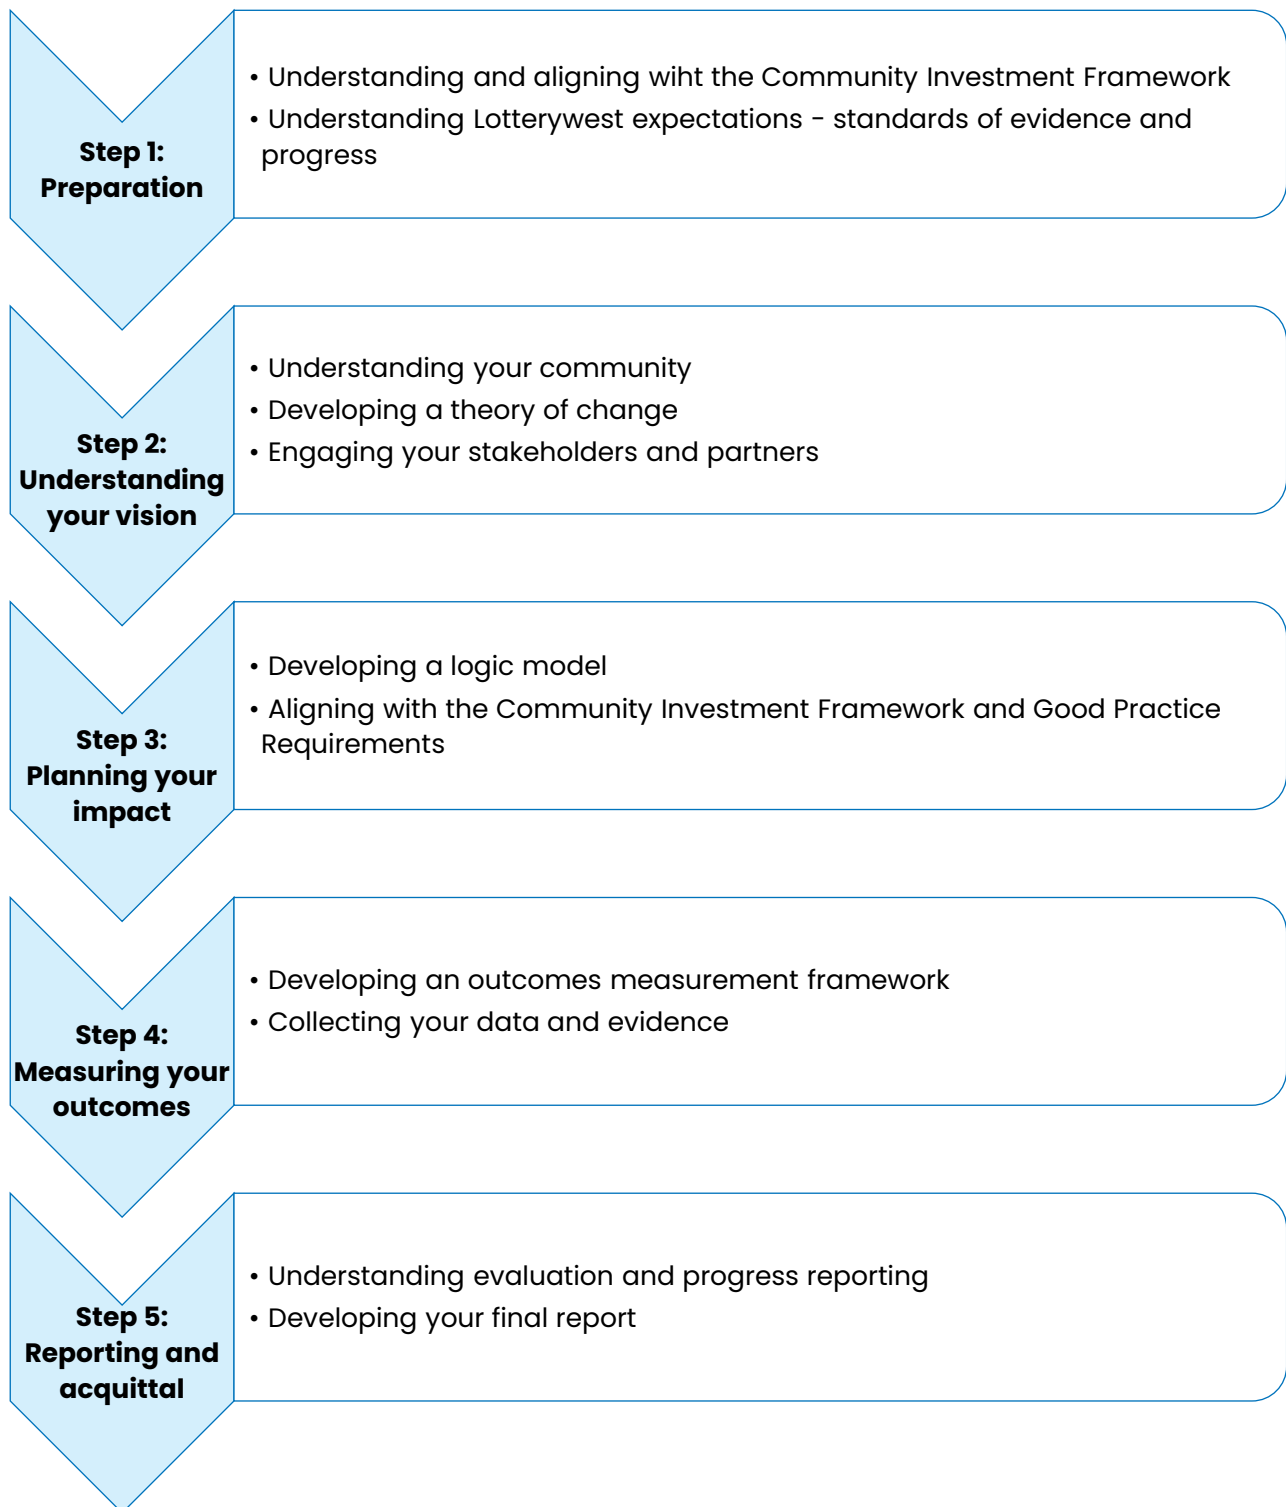 Step 1:
Preparation
• Understanding and aligning wiht the Community Investment Framework
• Understanding Lotterywest expectations - standards of evidence and
progress
Step 2:
Understanding
your vision
• Understanding your community
• Developing a theory of change
• Engaging your stakeholders and partners
Step 3:
Planning your
impact
• Developing a logic model
• Aligning with the Community Investment Framework and Good Practice
Requirements
Step 4:
Measuring your
outcomes
• Developing an outcomes measurement framework
• Collecting your data and evidence
Step 5:
Reporting and
acquittal
• Understanding evaluation and progress reporting
• Developing your final report